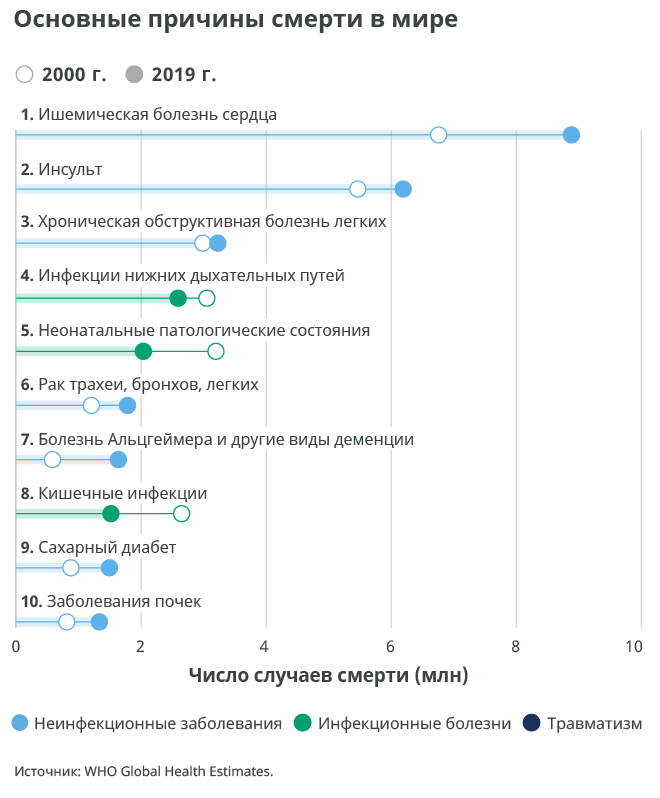 Основные причины смерти в мире
2000 г. 2019 г.
1. Ишемическая болезнь сердца
2. Инсульт
3. Хроническая обструктивная болезнь легких
4. Инфекции нижних дыхательных путей
5. Неонатальные патологические состояния
6. Рак трахеи, бронхов, легких
7. Болезнь Альцгеймера и другие виды деменции
8. Кишечные инфекции
9. Сахарный диабет
10. Заболевания почек
0 2 4 6 8 10
Число случаев смерти (млн)
Неинфекционные заболевания Инфекционные болезни Травматизм
Источник: WHO Global Health Estimates.